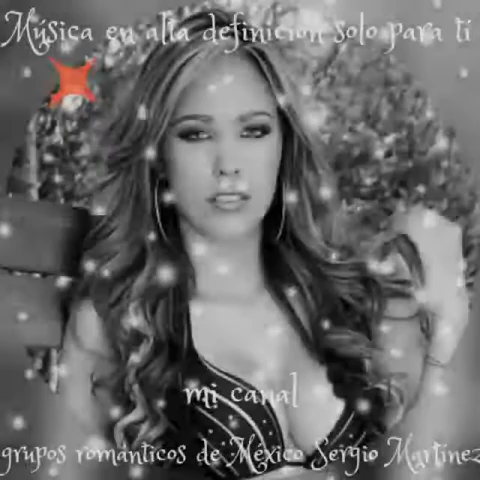 Música en alta definición solo para ti
mi canal
grupos románticos de México Sergio Martinez